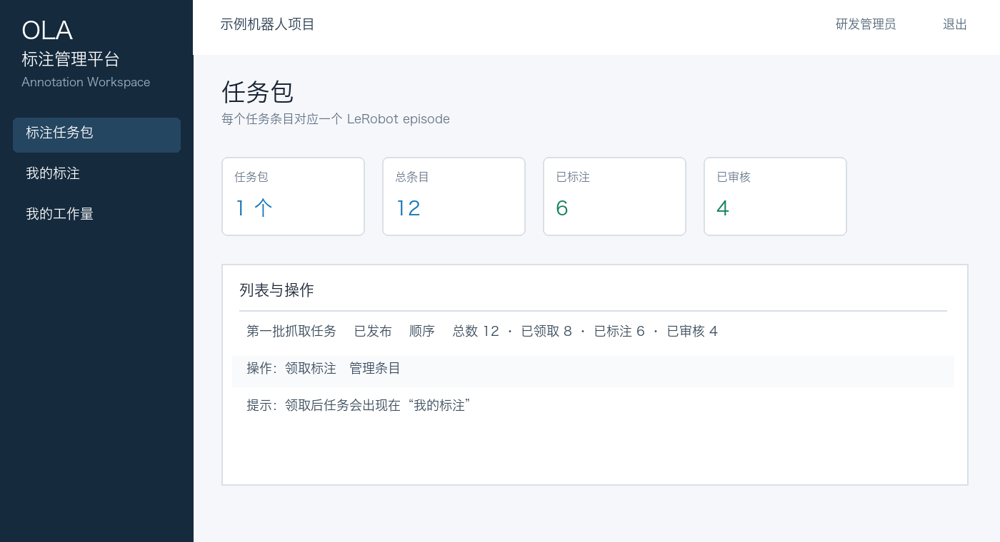 OLA
标注管理平台
Annotation Workspace
标注任务包
我的标注
我的工作量
示例机器人项目
研发管理员
退出
任务包
每个任务条目对应一个 LeRobot episode
任务包
1 个
总条目
12
已标注
6
已审核
4
列表与操作
第一批抓取任务 已发布 顺序 总数 12 · 已领取 8 · 已标注 6 · 已审核 4
操作：领取标注 管理条目
提示：领取后任务会出现在“我的标注”